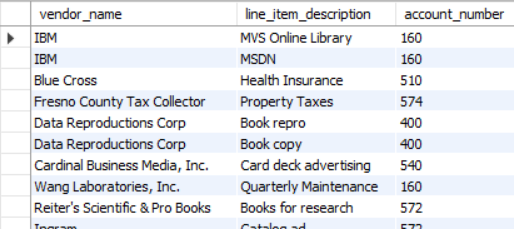 vendor_name line_item_description account_number
IBM MVS Online Library 160
IBM MSDN 160
Blue Cross Health Insurance 510
Fresno County Tax Collector Property Taxes 574
Data Reproductions Corp Book repro 400
Data Reproductions Corp Book copy 400
Cardinal Business Media, Inc. Card deck advertising 540
Wang Laboratories, Inc. Quarterly Maintenance 160
Reiter's Scientific & Pro Books Books for research 572
Ingram Catalog ad 572